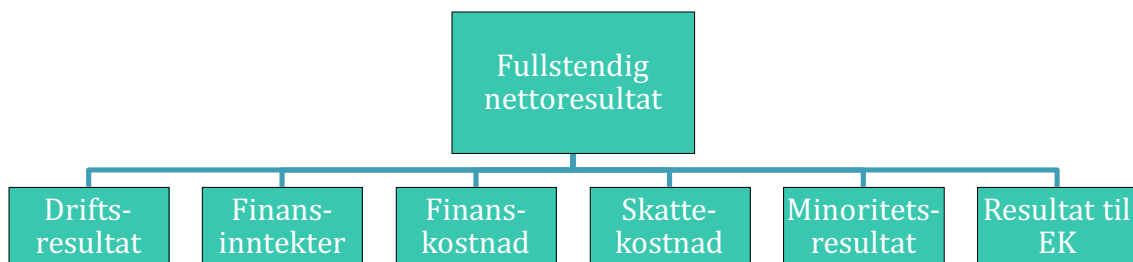 Fullstendig
nettoresultat
Drifts-
resultat
Finans-
inntekter
Finans-
kostnad
Skatte-
kostnad
Minoritets-
resultat
Resultat til
EK